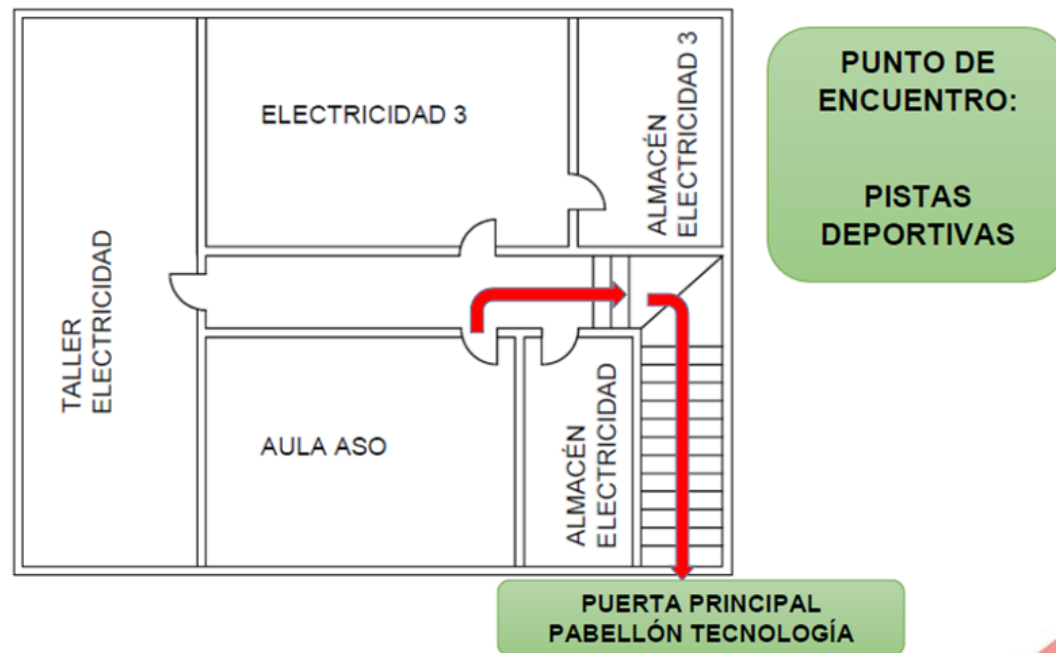 ELECTRICIDAD 3
ALMACÉN
ELECTRICIDAD 3
PUNTO DE
ENCUENTRO:
PISTAS
DEPORTIVAS
TALLER
ELECTRICIDAD
AULA ASO
ALMACÉN
ELECTRICIDAD
PUERTA PRINCIPAL
PABELLÓN TECNOLOGÍA